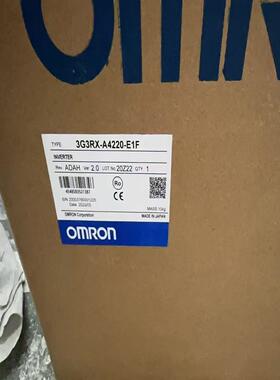 OMR
TYPE 3G3RX-A4220-E1F
INVERTER
Rev. ADAH Ver 2.0 LOT No 20Z22 QTY 1
OMRON Corporation
MADE IN JAPAN
OMRON